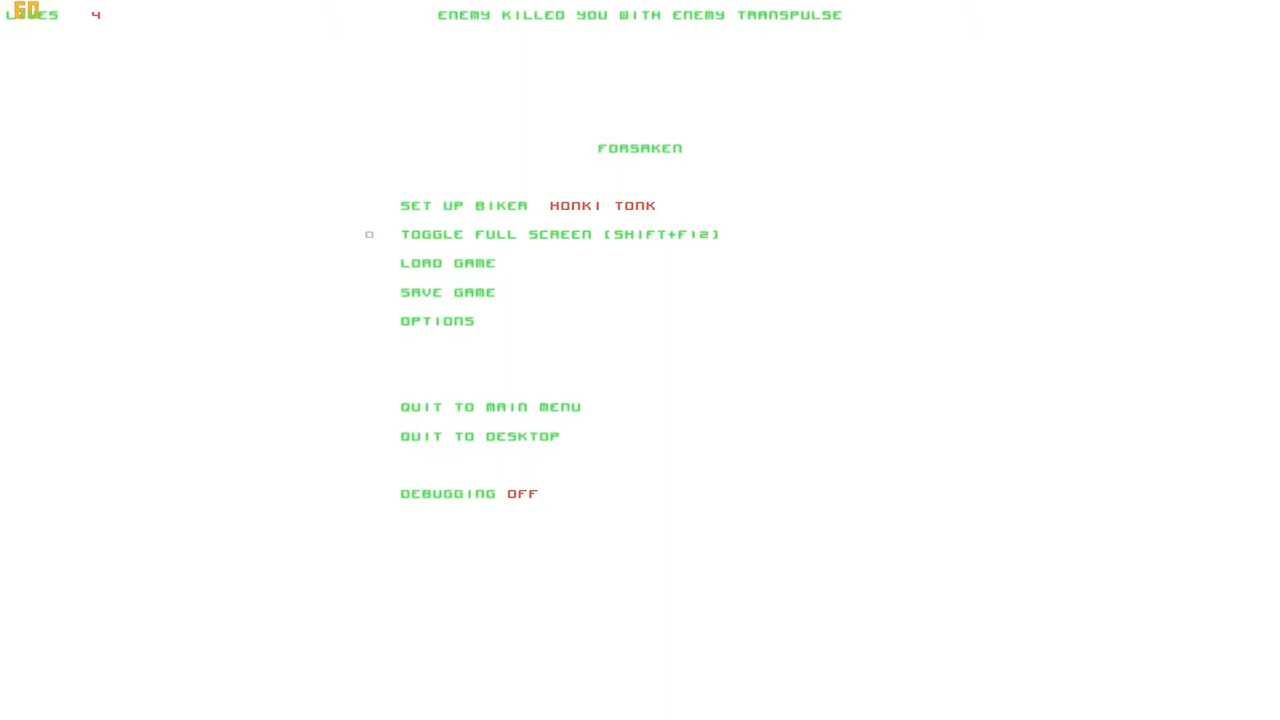 LIVES 4
60
ENEMY KILLED YOU WITH ENEMY TRANSPULSE
FORSAKEN
SET UP BIKER HONKI TONK
TOGGLE FULL SCREEN [SHIFT+F12]
LOAD GAME
SAVE GAME
OPTIONS
QUIT TO MAIN MENU
QUIT TO DESKTOP
DEBUGGING OFF